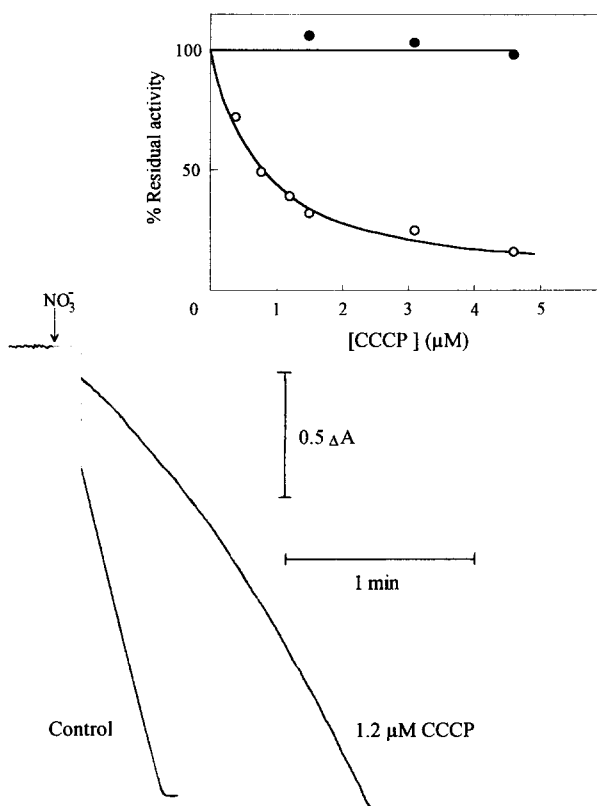 100
50
% Residual activity
0
1
2
3
4
5
[CCCP] (µM)
NO₃⁻
0.5 ΔA
1 min
Control
1.2 µM CCCP